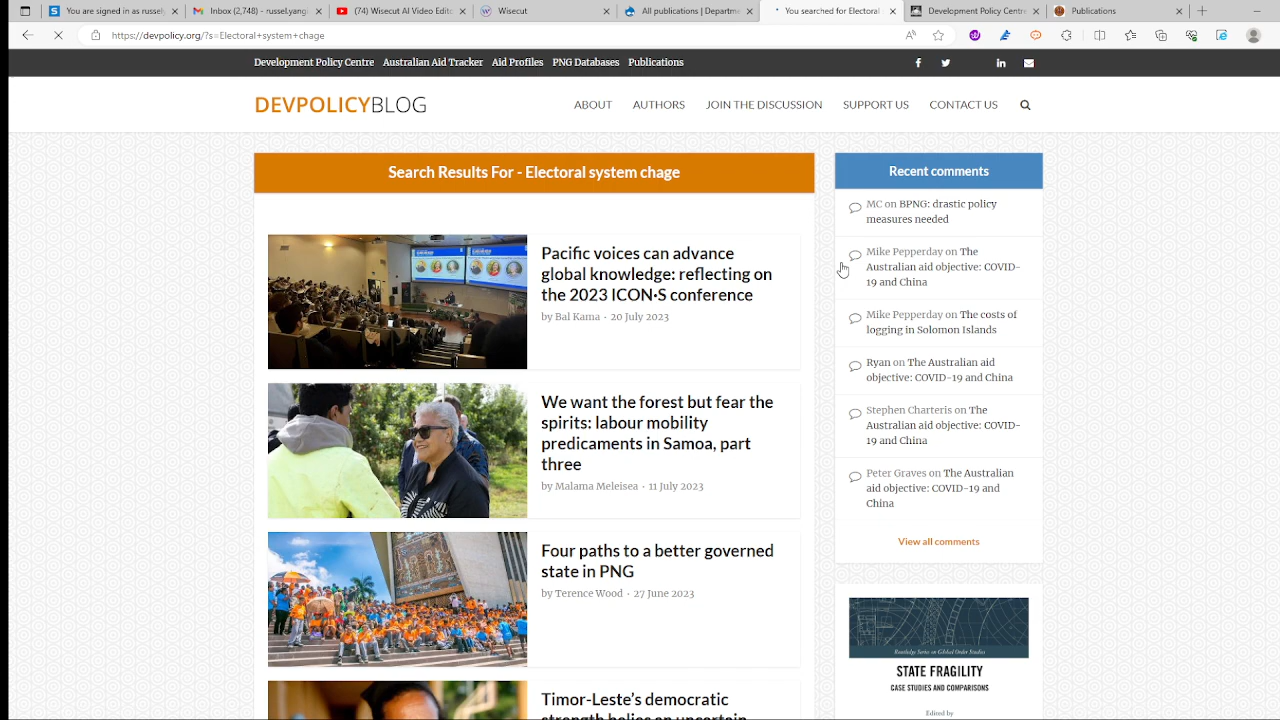 You are signed in as russely
Inbox (2,748) - russelyang
(74) Wisecut AI Video Edit
Wisecut
All publications | Departm
You searched for Electoral
Development Policy Centre
Publications
https://devpolicy.org/?s=Electoral+system+chage
Development Policy Centre Australian Aid Tracker Aid Profiles PNG Databases Publications
DEVPOLICYBLOG
ABOUT AUTHORS JOIN THE DISCUSSION SUPPORT US CONTACT US
Search Results For - Electoral system chage
Pacific voices can advance
global knowledge: reflecting on
the 2023 ICON•S conference
by Bal Kama • 20 July 2023
We want the forest but fear the
spirits: labour mobility
predicaments in Samoa, part
three
by Malama Meleisea • 11 July 2023
Four paths to a better governed
state in PNG
by Terence Wood • 27 June 2023
Timor-Leste's democratic
strength belies an uncertain
Recent comments
MC on BPNG: drastic policy
measures needed
Mike Pepperday on The
Australian aid objective: COVID-
19 and China
Mike Pepperday on The costs of
logging in Solomon Islands
Ryan on The Australian aid
objective: COVID-19 and China
Stephen Charteris on The
Australian aid objective: COVID-
19 and China
Peter Graves on The Australian
aid objective: COVID-19 and
China
View all comments
Routledge Series on Global Order Studies
STATE FRAGILITY
CASE STUDIES AND COMPARISONS
Edited by